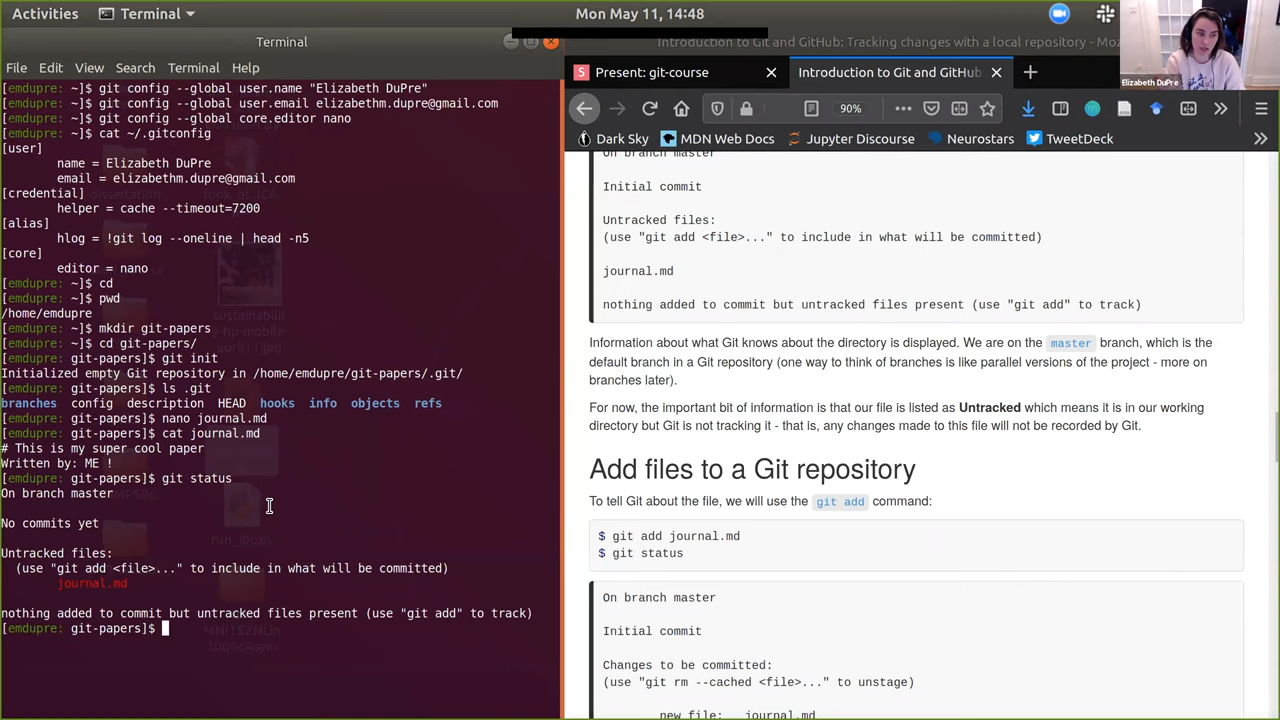 Activities
Terminal
Mon May 11, 14:48
Terminal
Introduction to Git and GitHub: Tracking changes with a local repository - Moz
Elizabeth DuPre
File Edit View Search Terminal Help
[emdupre: ~]$ git config --global user.name "Elizabeth DuPre"
[emdupre: ~]$ git config --global user.email elizabethm.dupre@gmail.com
[emdupre: ~]$ git config --global core.editor nano
[emdupre: ~]$ cat ~/.gitconfig
[user]
name = Elizabeth DuPre
email = elizabethm.dupre@gmail.com
[credential]
helper = cache --timeout=7200
[alias]
hlog = !git log --oneline | head -n5
[core]
editor = nano
[emdupre: ~]$ cd
[emdupre: ~]$ pwd
/home/emdupre
[emdupre: ~]$ mkdir git-papers
[emdupre: ~]$ cd git-papers/
[emdupre: git-papers]$ git init
Initialized empty Git repository in /home/emdupre/git-papers/.git/
[emdupre: git-papers]$ ls .git
branches config description HEAD hooks info objects refs
[emdupre: git-papers]$ nano journal.md
[emdupre: git-papers]$ cat journal.md
# This is my super cool paper
Written by: ME !
[emdupre: git-papers]$ git status
On branch master
No commits yet
Untracked files:
(use "git add <file>..." to include in what will be committed)
journal.md
nothing added to commit but untracked files present (use "git add" to track)
[emdupre: git-papers]$
Present: git-course
Introduction to Git and GitHub
90%
Dark Sky
MDN Web Docs
Jupyter Discourse
Neurostars
TweetDeck
On branch master
Initial commit
Untracked files:
(use "git add <file>..." to include in what will be committed)
journal.md
nothing added to commit but untracked files present (use "git add" to track)
Information about what Git knows about the directory is displayed. We are on the master branch, which is the
default branch in a Git repository (one way to think of branches is like parallel versions of the project - more on
branches later).
For now, the important bit of information is that our file is listed as Untracked which means it is in our working
directory but Git is not tracking it - that is, any changes made to this file will not be recorded by Git.
Add files to a Git repository
To tell Git about the file, we will use the git add command:
$ git add journal.md
$ git status
On branch master
Initial commit
Changes to be committed:
(use "git rm --cached <file>..." to unstage)
new file: journal.md